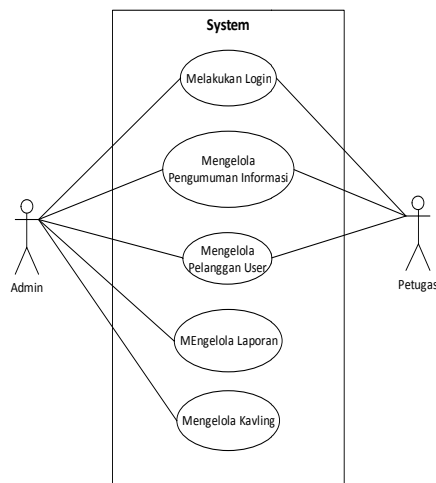 System
Melakukan Login
Mengelola
Pengumuman Informasi
Mengelola
Pelanggan User
Admin
Petugas
MEngelola Laporan
Mengelola Kavling